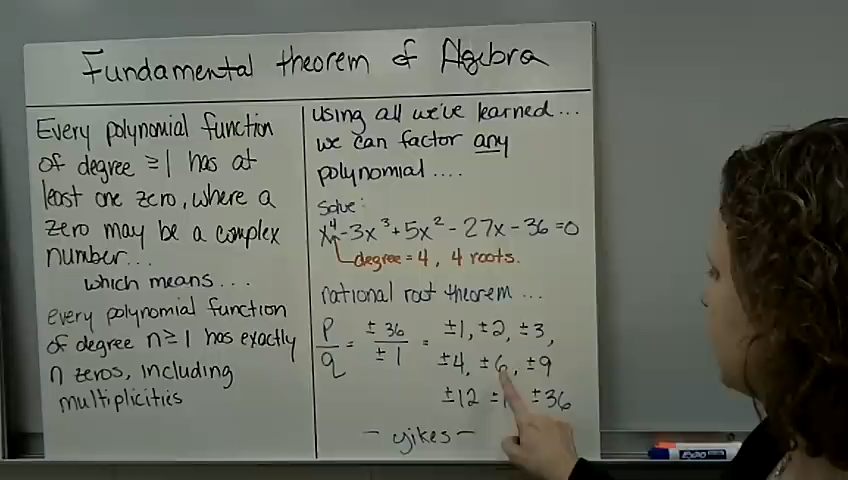 Fundamental theorem of Algebra
Every polynomial function
of degree ≥1 has at
least one zero, where a
zero may be a complex
number...
which means...
every polynomial function
of degree n≥1 has exactly
n zeros, including
multiplicities
using all we've learned...
we can factor any
polynomial....
solve:
x⁴-3x³+5x²-27x-36=0
degree=4, 4 roots.
rational root theorem...
p/q = ±36/±1 = ±1, ±2, ±3,
±4, ±6, ±9
±12 ± ±36
-yikes-
EXPO